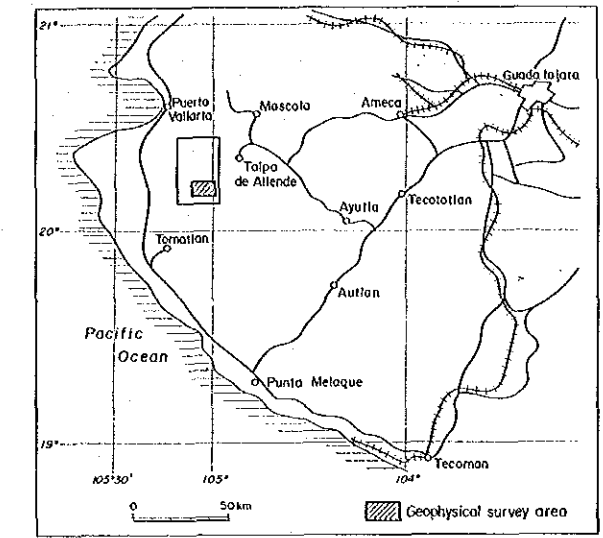 21°
Guadalajara
Puerto
Vallarta
Mascota
Ameca
Talpa
de Allende
Ayutla
Tecototlan
20°
Tomatlan
Autlan
Pacific
Ocean
Punta Melaque
19°
Tecoman
105°30'
105°
104°
0 50km
Geophysical survey area